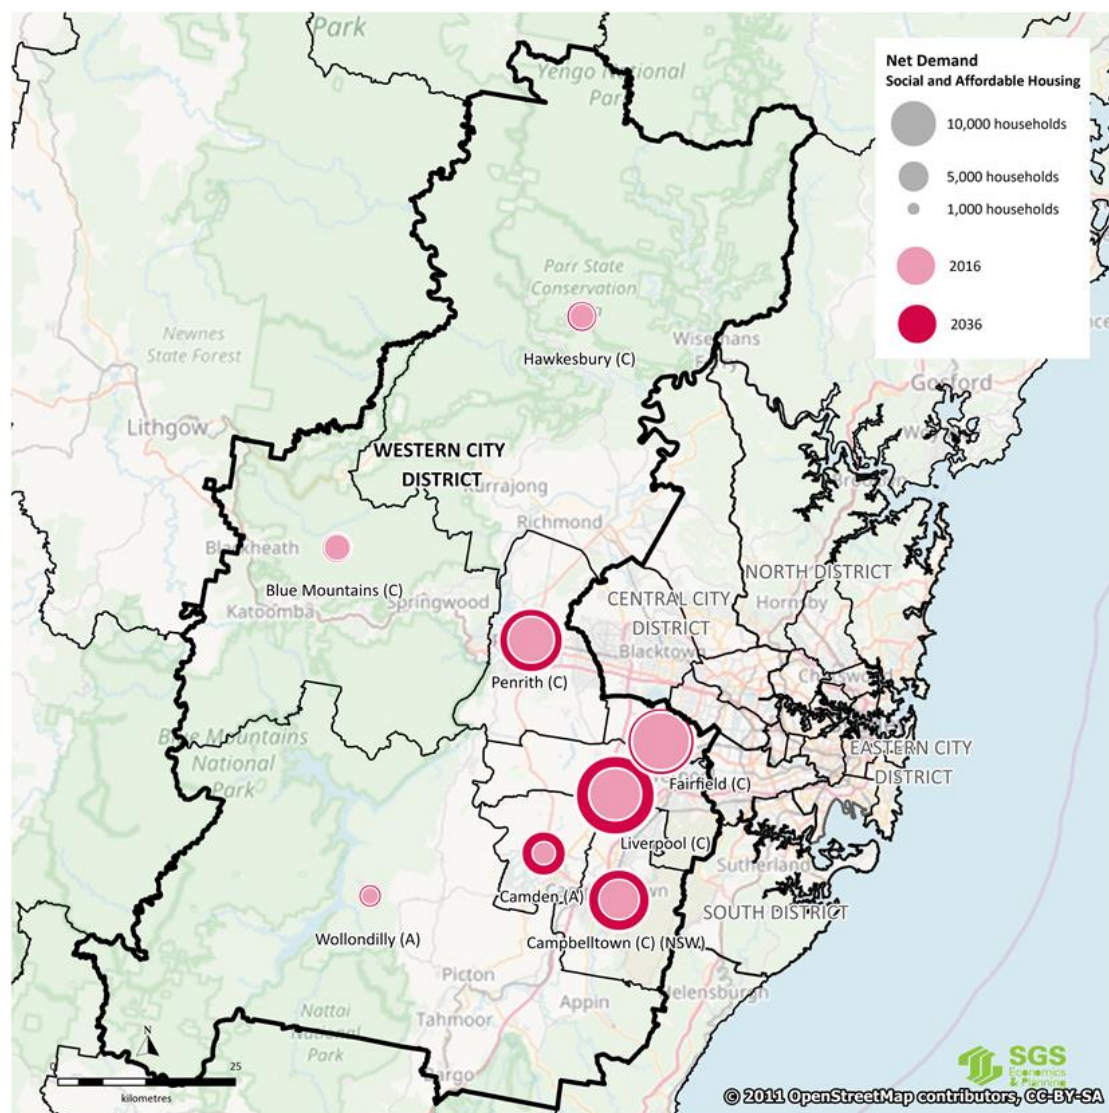 Park
Yengo National
Park
Net Demand
Social and Affordable Housing
10,000 households
5,000 households
1,000 households
2016
2036
Parr State
Conservation
Hawkesbury (C)
Newnes
State Forest
Gosford
Lithgow
WESTERN CITY
DISTRICT
Kurrajong
Richmond
Blackheath
Blue Mountains (C)
Katoomba
Springwood
NORTH DISTRICT
Hornsby
CENTRAL CITY
DISTRICT
Blacktown
Penrith (C)
Blue Mountains
National
Park
EASTERN CITY
DISTRICT
Fairfield (C)
Liverpool (C)
Sutherland
Camden (A)
SOUTH DISTRICT
Wollondilly (A)
Campbelltown (C) (NSW)
Picton
Appin
Helensburgh
Nattai
National
Park
Tahmoor
Bargo
N
0
25
kilometres
SGS
Economics
& Planning
© 2011 OpenStreetMap contributors, CC-BY-SA